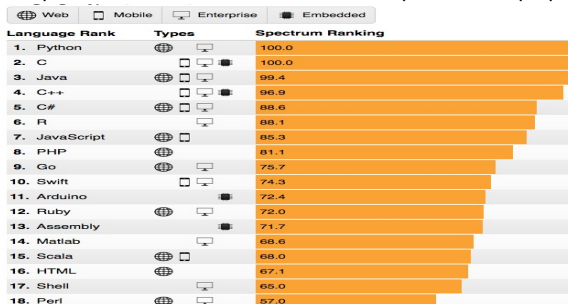 Web Mobile Enterprise Embedded
Language Rank Types Spectrum Ranking
1. Python 100.0
2. C 100.0
3. Java 99.4
4. C++ 96.9
5. C# 88.6
6. R 88.1
7. JavaScript 85.3
8. PHP 81.1
9. Go 75.7
10. Swift 74.3
11. Arduino 72.4
12. Ruby 72.0
13. Assembly 71.7
14. Matlab 68.6
15. Scala 68.0
16. HTML 67.1
17. Shell 65.0
18. Perl 57.0